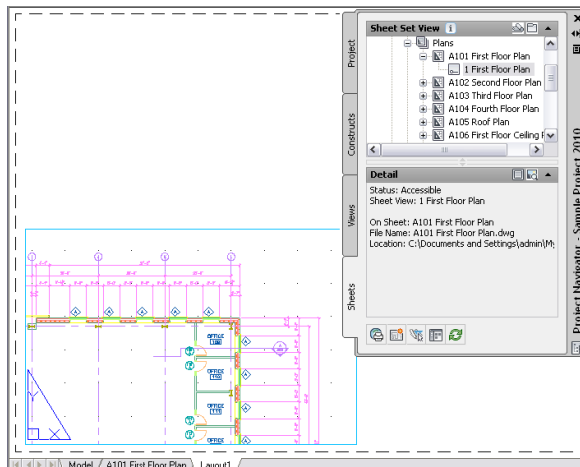 Sheet Set View
Plans
A101 First Floor Plan
1 First Floor Plan
A102 Second Floor Plan
A103 Third Floor Plan
A104 Fourth Floor Plan
A105 Roof Plan
A106 First Floor Ceiling P
Detail
Status: Accessible
Sheet View: 1 First Floor Plan
On Sheet: A101 First Floor Plan
File Name: A101 First Floor Plan.dwg
Location: C:\Documents and Settings\admin\My
Project
Constructs
Views
Sheets
Project Navigator - Sample Project 2010
OFFICE
OFFICE
110
OFFICE
111
A
A
A
A
A
A
A
A
A
Y
X
Model
A101 First Floor Plan
Layout1